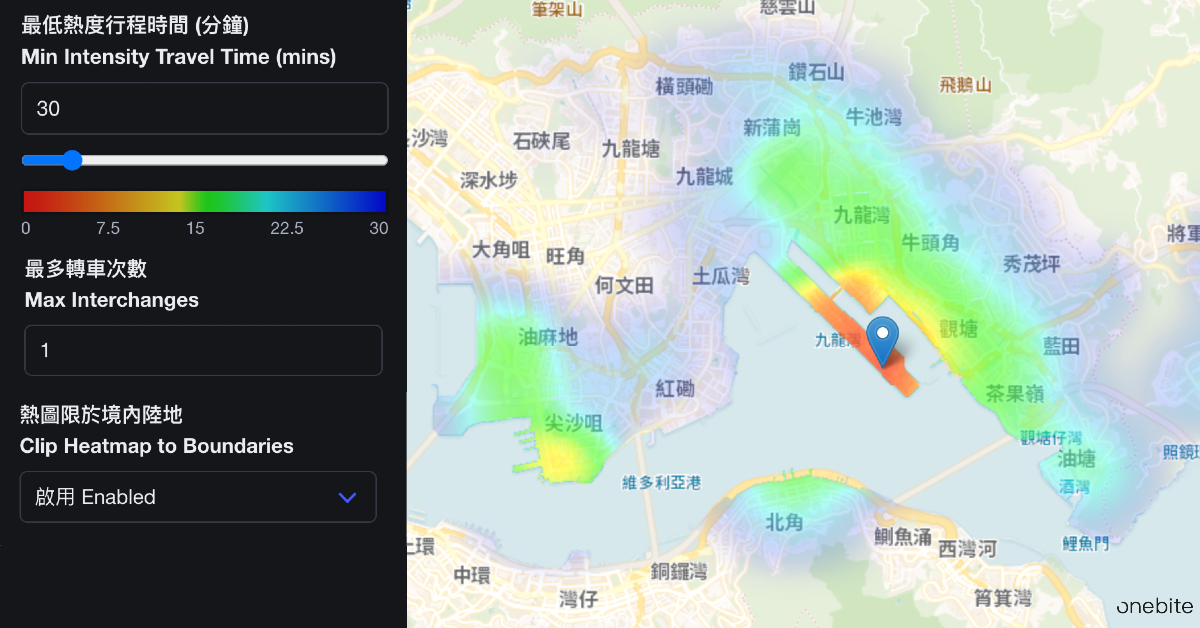 最低熱度行程時間 (分鐘)
Min Intensity Travel Time (mins)
30
0 7.5 15 22.5 30
最多轉車次數
Max Interchanges
1
熱圖限於境內陸地
Clip Heatmap to Boundaries
啟用 Enabled
筆架山
慈雲山
鑽石山
橫頭磡
飛鵝山
牛池灣
新蒲崗
長沙灣
石硤尾
九龍塘
深水埗
九龍城
九龍灣
將軍
大角咀
旺角
牛頭角
秀茂坪
何文田
土瓜灣
油麻地
九龍灣
觀塘
藍田
紅磡
茶果嶺
尖沙咀
觀塘仔灣
油塘
照鏡環
維多利亞港
酒灣
北角
鰂魚涌
西灣河
鯉魚門
上環
中環
銅鑼灣
灣仔
筲箕灣
onebite